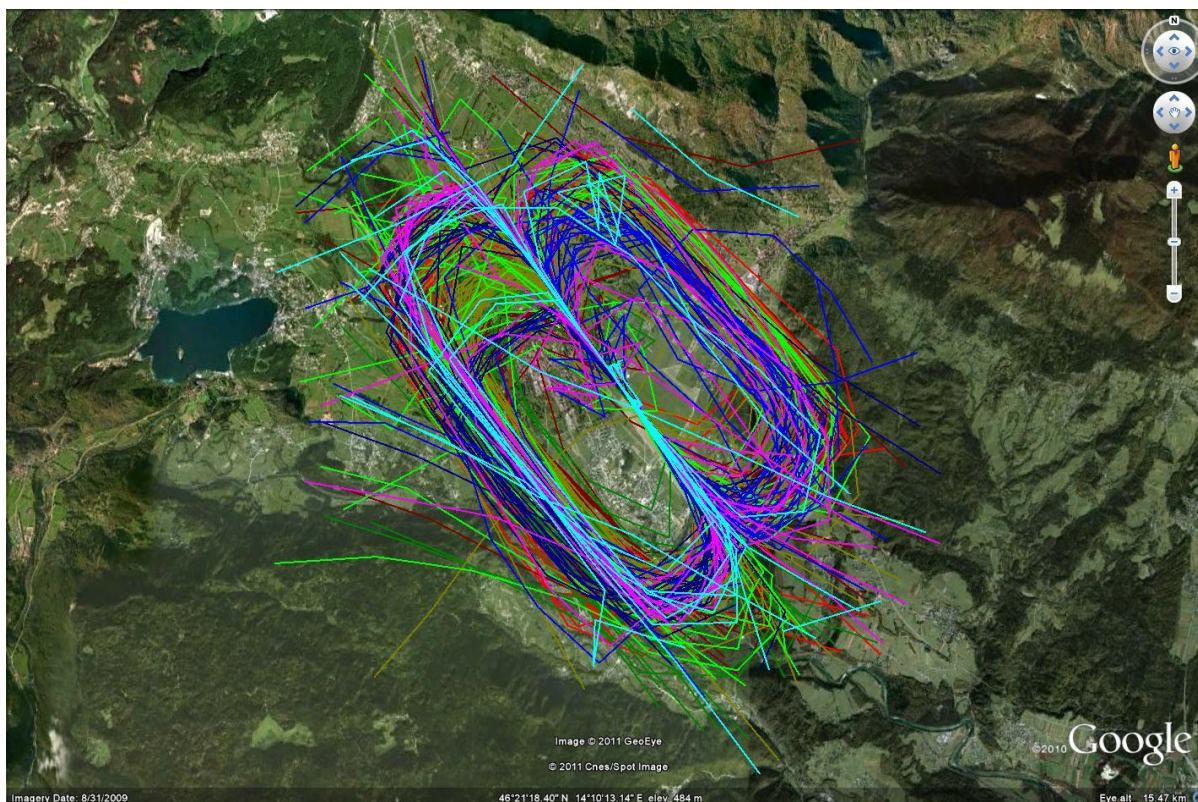 N
Image © 2011 GeoEye
© 2011 Cnes/Spot Image
©2010 Google
Imagery Date: 8/31/2009 46°21'18.40" N 14°10'13.14" E elev 484 m Eye alt 15.47 km